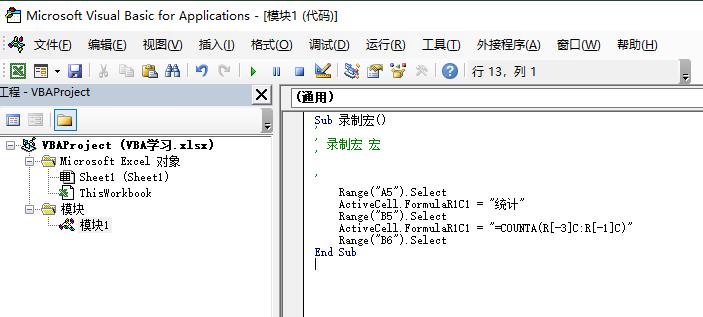 Microsoft Visual Basic for Applications - [模块1 (代码)]
文件(F) 编辑(E) 视图(V) 插入(I) 格式(O) 调试(D) 运行(R) 工具(T) 外接程序(A) 窗口(W) 帮助(H)
行 13, 列 1
工程 - VBAProject
(通用)
VBAProject (VBA学习.xlsx)
Microsoft Excel 对象
Sheet1 (Sheet1)
ThisWorkbook
模块
模块1
Sub 录制宏()
'
' 录制宏 宏
'
'
Range("A5").Select
ActiveCell.FormulaR1C1 = "统计"
Range("B5").Select
ActiveCell.FormulaR1C1 = "=COUNTA(R[-3]C:R[-1]C)"
Range("B6").Select
End Sub